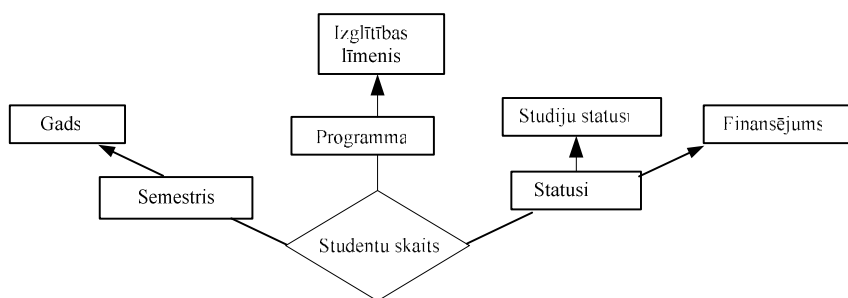 Izglītības
līmenis
Gads
Programma
Studiju statusi
Finansējums
Semestris
Statusi
Studentu skaits